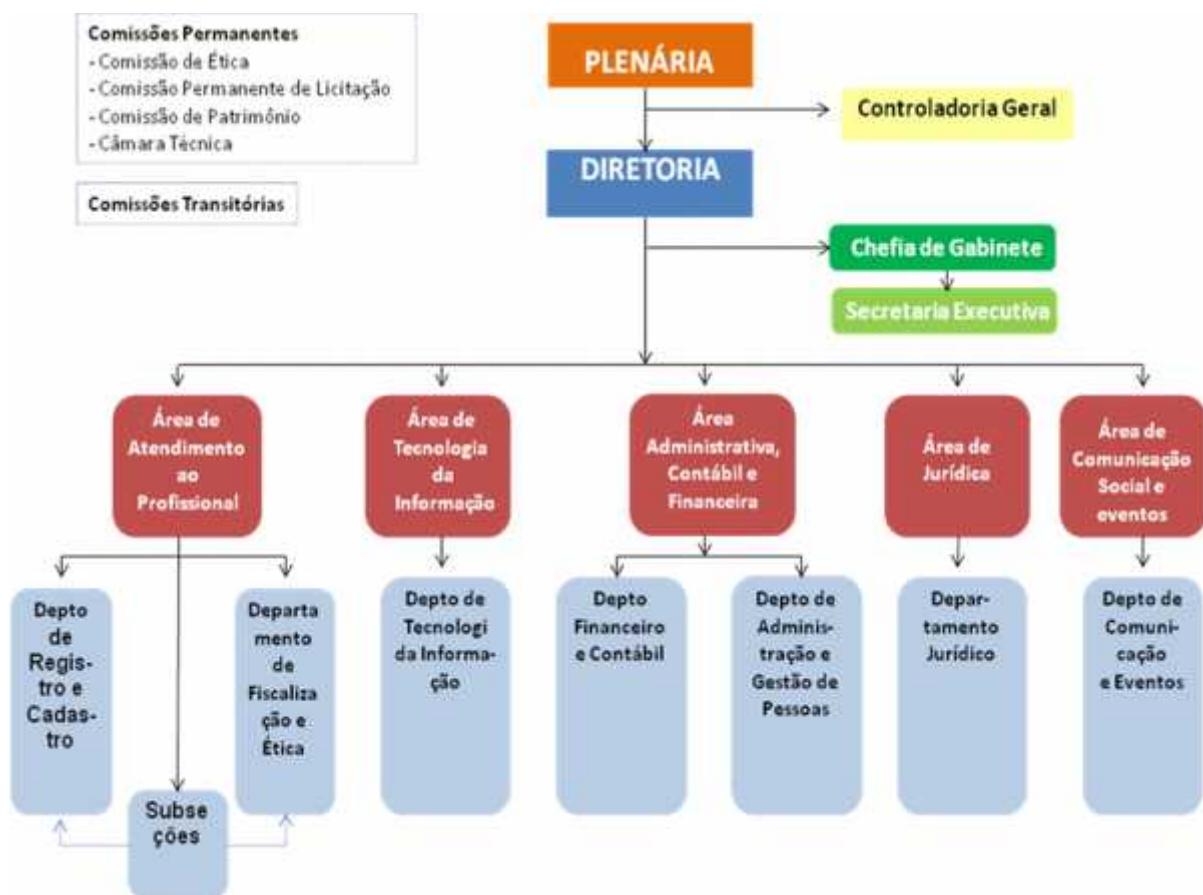 Comissões Permanentes
- Comissão de Ética
- Comissão Permanente de Licitação
- Comissão de Patrimônio
- Câmara Técnica
Comissões Transitórias
PLENÁRIA
Controladoria Geral
DIRETORIA
Chefia de Gabinete
Secretaria Executiva
Área de
Atendimento
ao
Profissional
Área de
Tecnologia
da
Informação
Área
Administrativa,
Contábil e
Financeira
Área de
Jurídica
Área de
Comunicação
Social e
eventos
Depto
de
Regis-
tro e
Cadas-
tro
Subse
ções
Departa
mento
de
Fiscaliza
ção e
Ética
Depto de
Tecnologi
da Informa-
ção
Depto
Financeiro
e Contábil
Depto de
Adminis-
tração e
Gestão de
Pessoas
Depar-
tamento
Jurídico
Depto de
Comuni-
cação
e Eventos